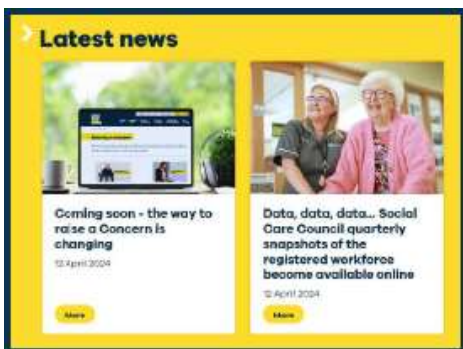 Latest news
Coming soon - the way to
raise a Concern is
changing
12 April 2024
More
Data, data, data... Social
Care Council quarterly
snapshots of the
registered workforce
become available online
12 April 2024
More